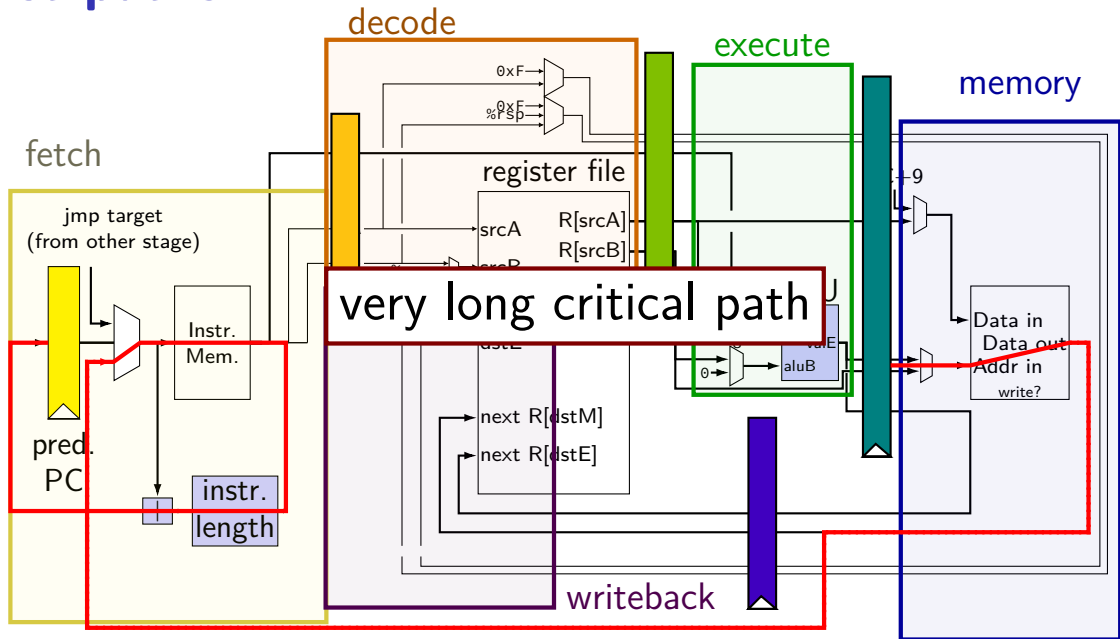 decode
execute
memory
fetch
0xF
0xF
%rsp
register file
jmp target
(from other stage)
srcA
R[srcA]
R[srcB]
very long critical path
Instr.
Mem.
dstE
aluB
0
Data in
Data out
Addr in
write?
next R[dstM]
next R[dstE]
pred.
PC
instr.
length
writeback